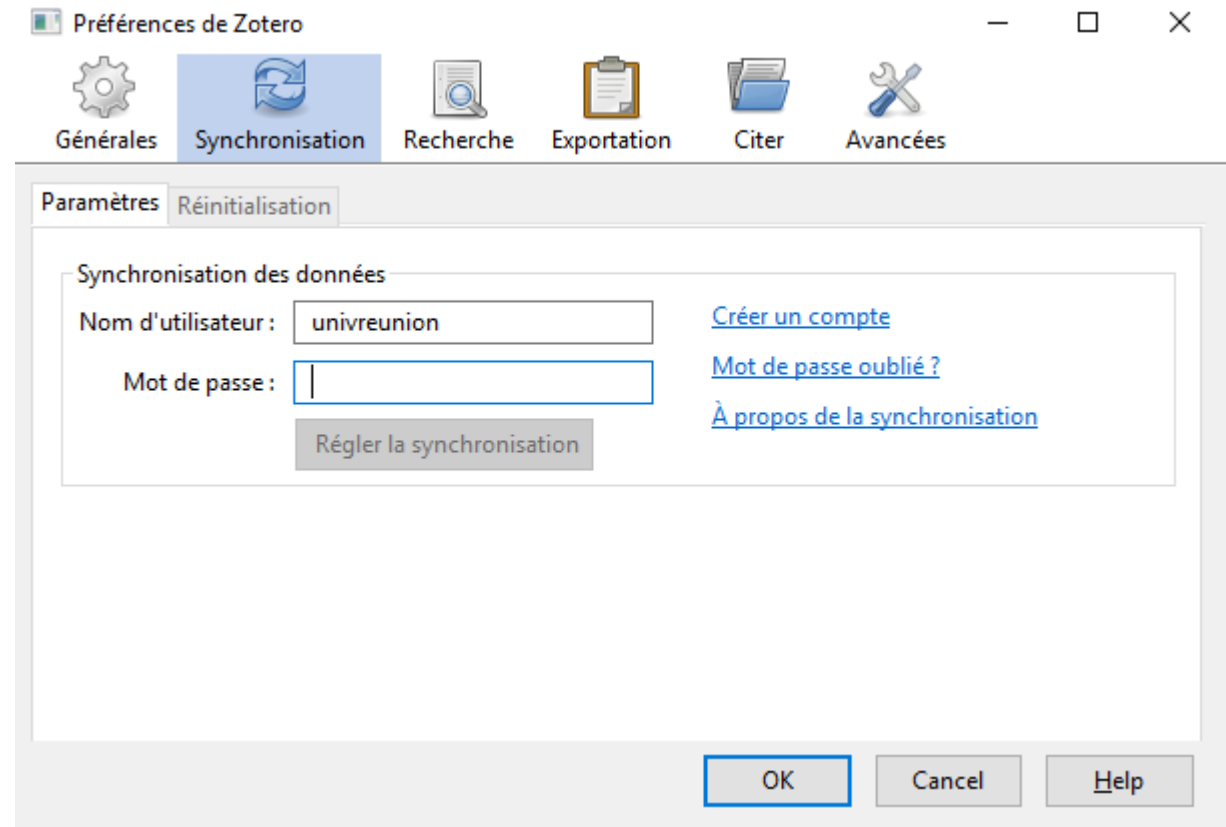 Préférences de Zotero
Générales Synchronisation Recherche Exportation Citer Avancées
Paramètres Réinitialisation
Synchronisation des données
Nom d'utilisateur : univreunion
Créer un compte
Mot de passe :
Mot de passe oublié ?
À propos de la synchronisation
Régler la synchronisation
OK Cancel Help